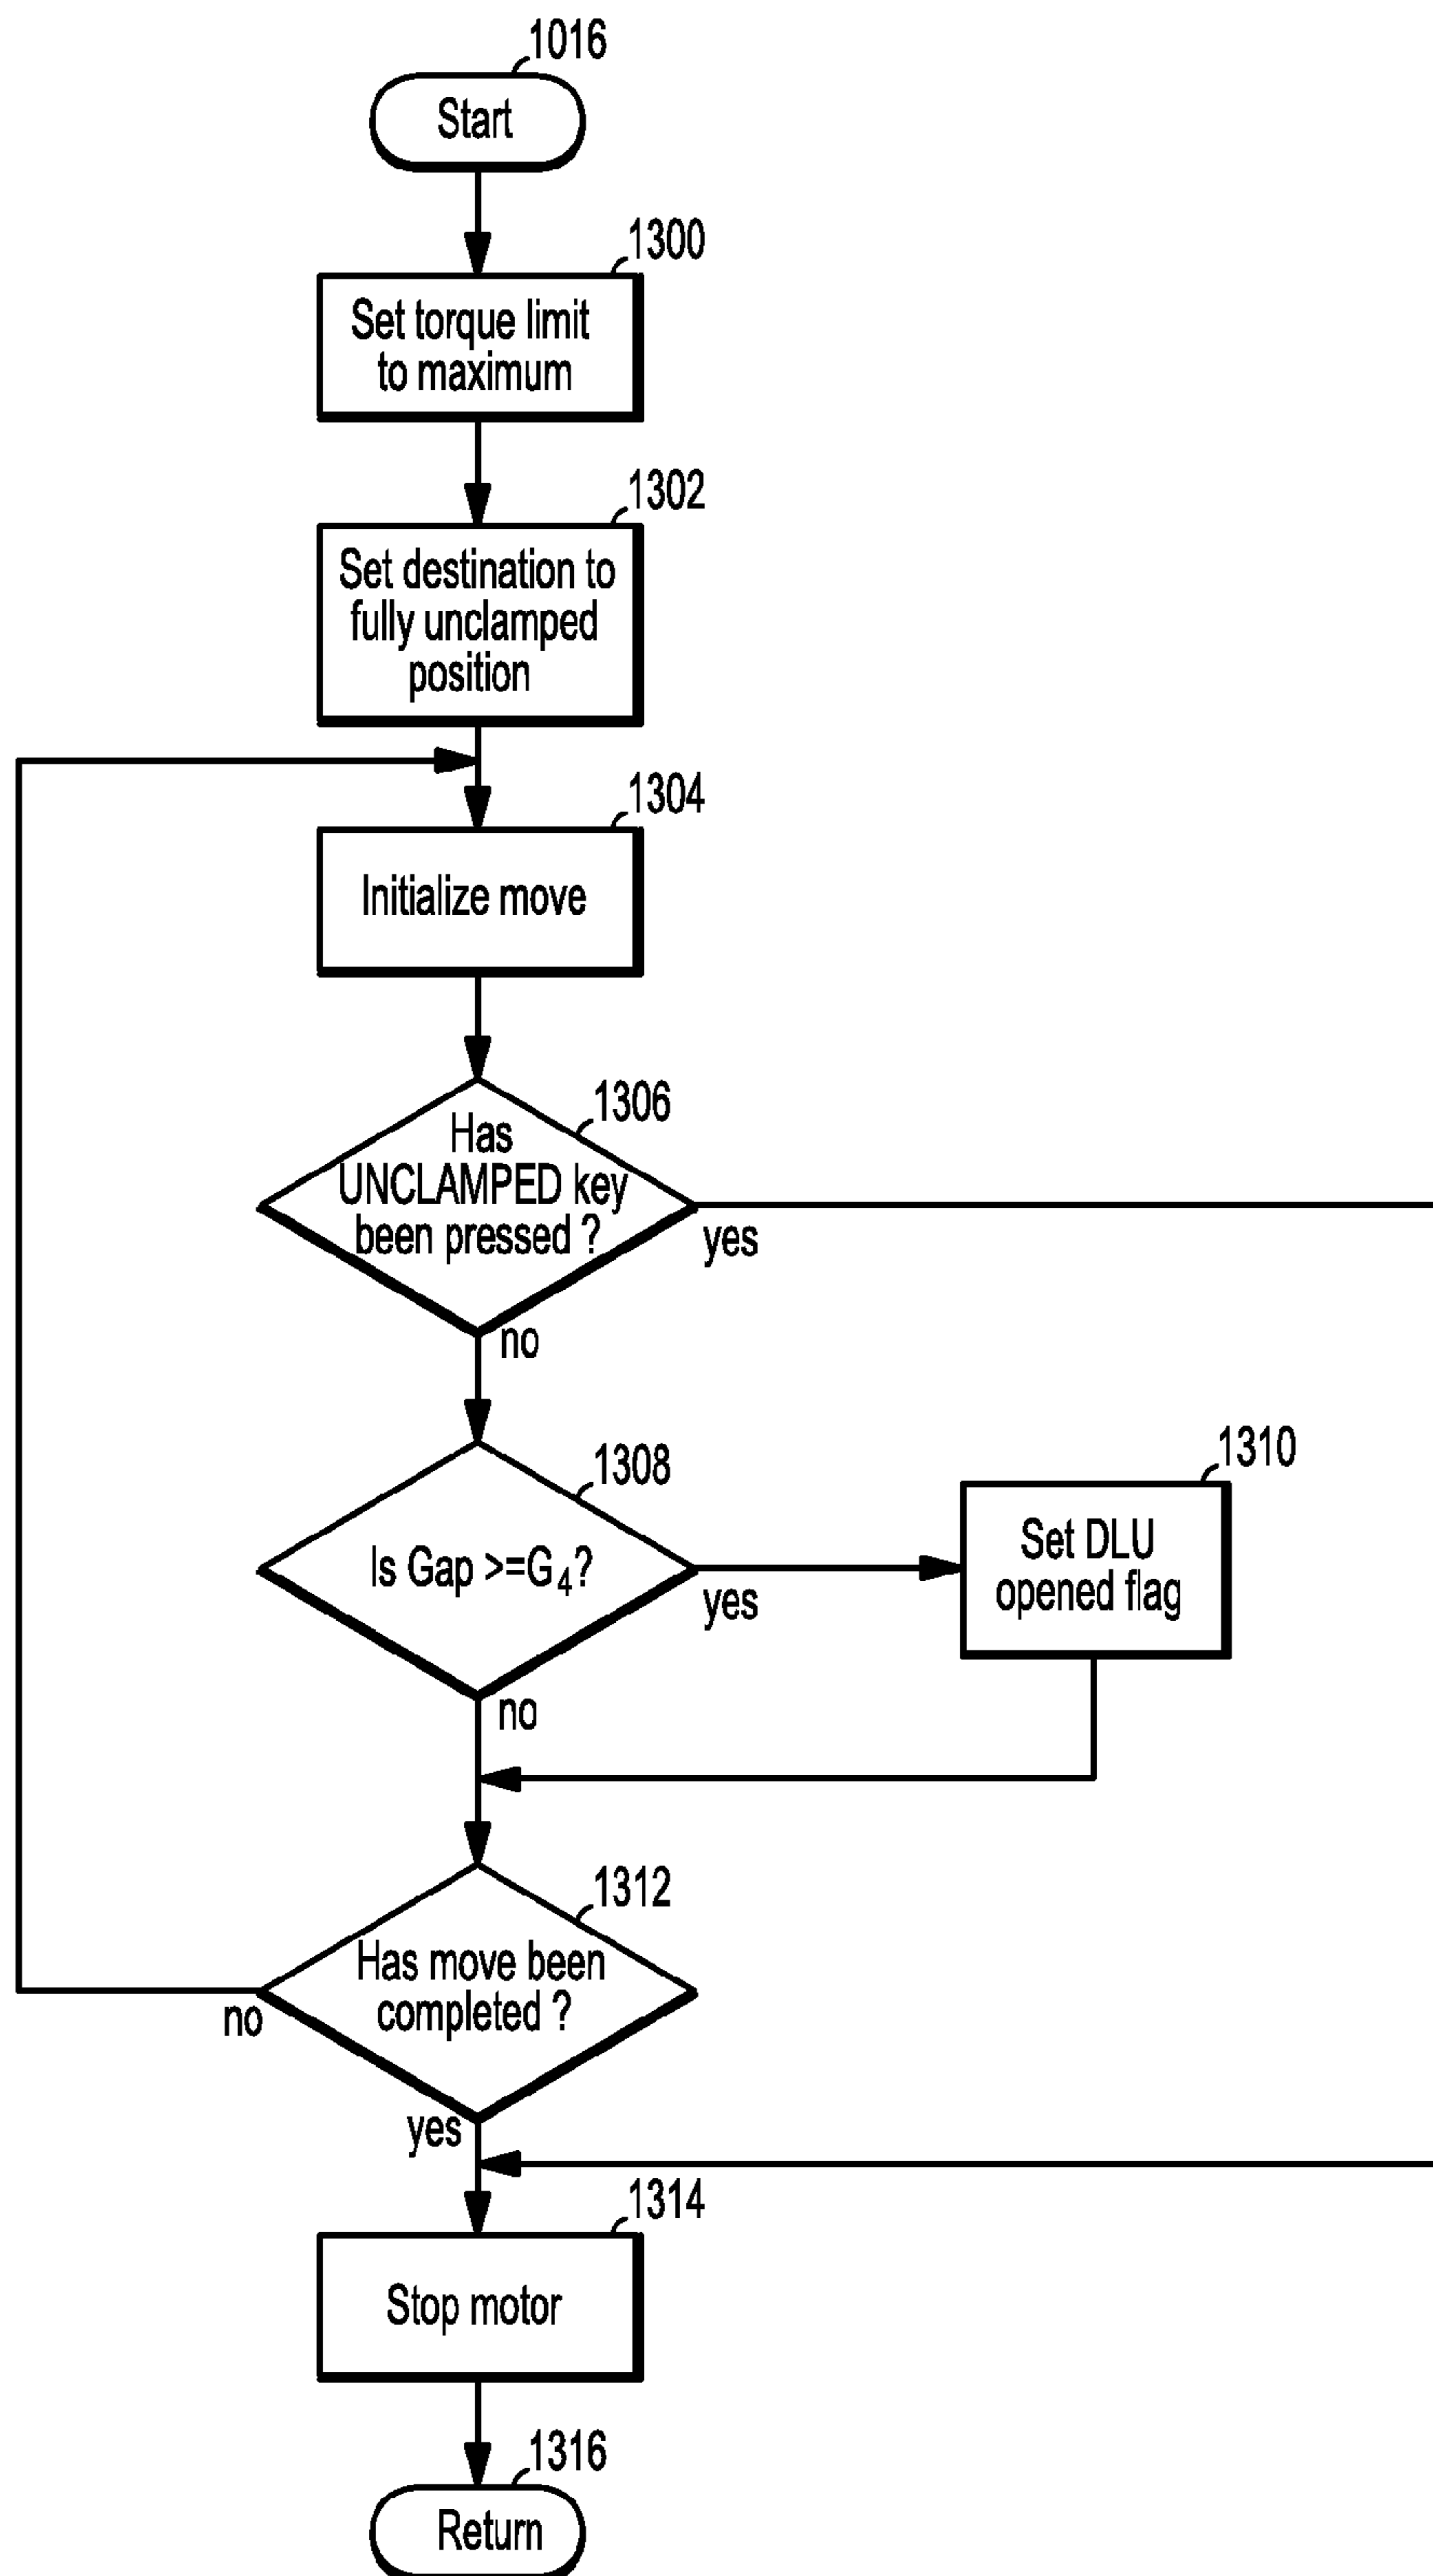 1016
Start
1300
Set torque limit
to maximum
1302
Set destination to
fully unclamped
position
1304
Initialize move
1306
Has
UNCLAMPED key
been pressed ?
yes
no
1308
Is Gap >=G4?
yes
no
1310
Set DLU
opened flag
1312
Has move been
completed ?
no
yes
1314
Stop motor
1316
Return